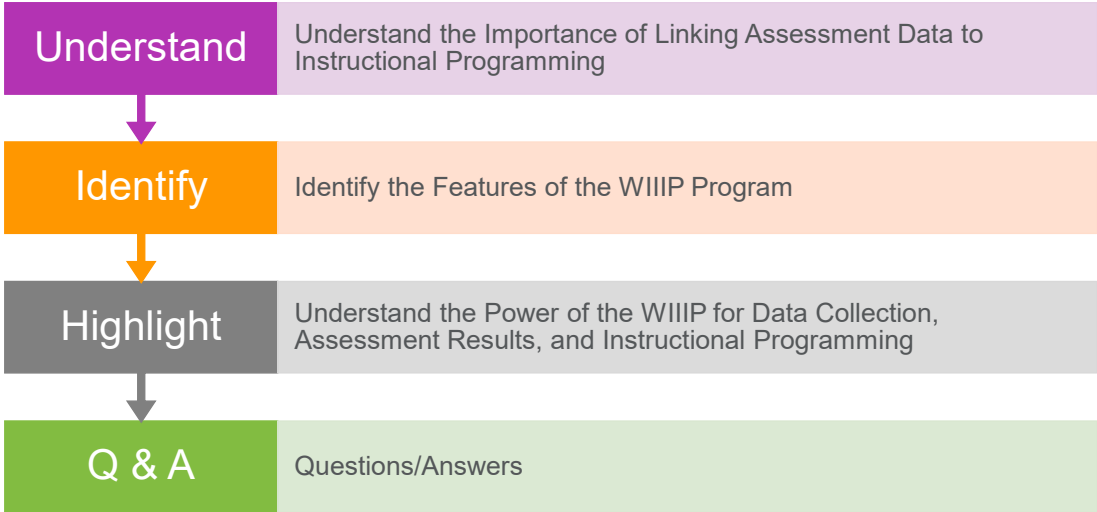 Understand
Understand the Importance of Linking Assessment Data to
Instructional Programming
Identify
Identify the Features of the WIIIP Program
Highlight
Understand the Power of the WIIIP for Data Collection,
Assessment Results, and Instructional Programming
Q & A
Questions/Answers